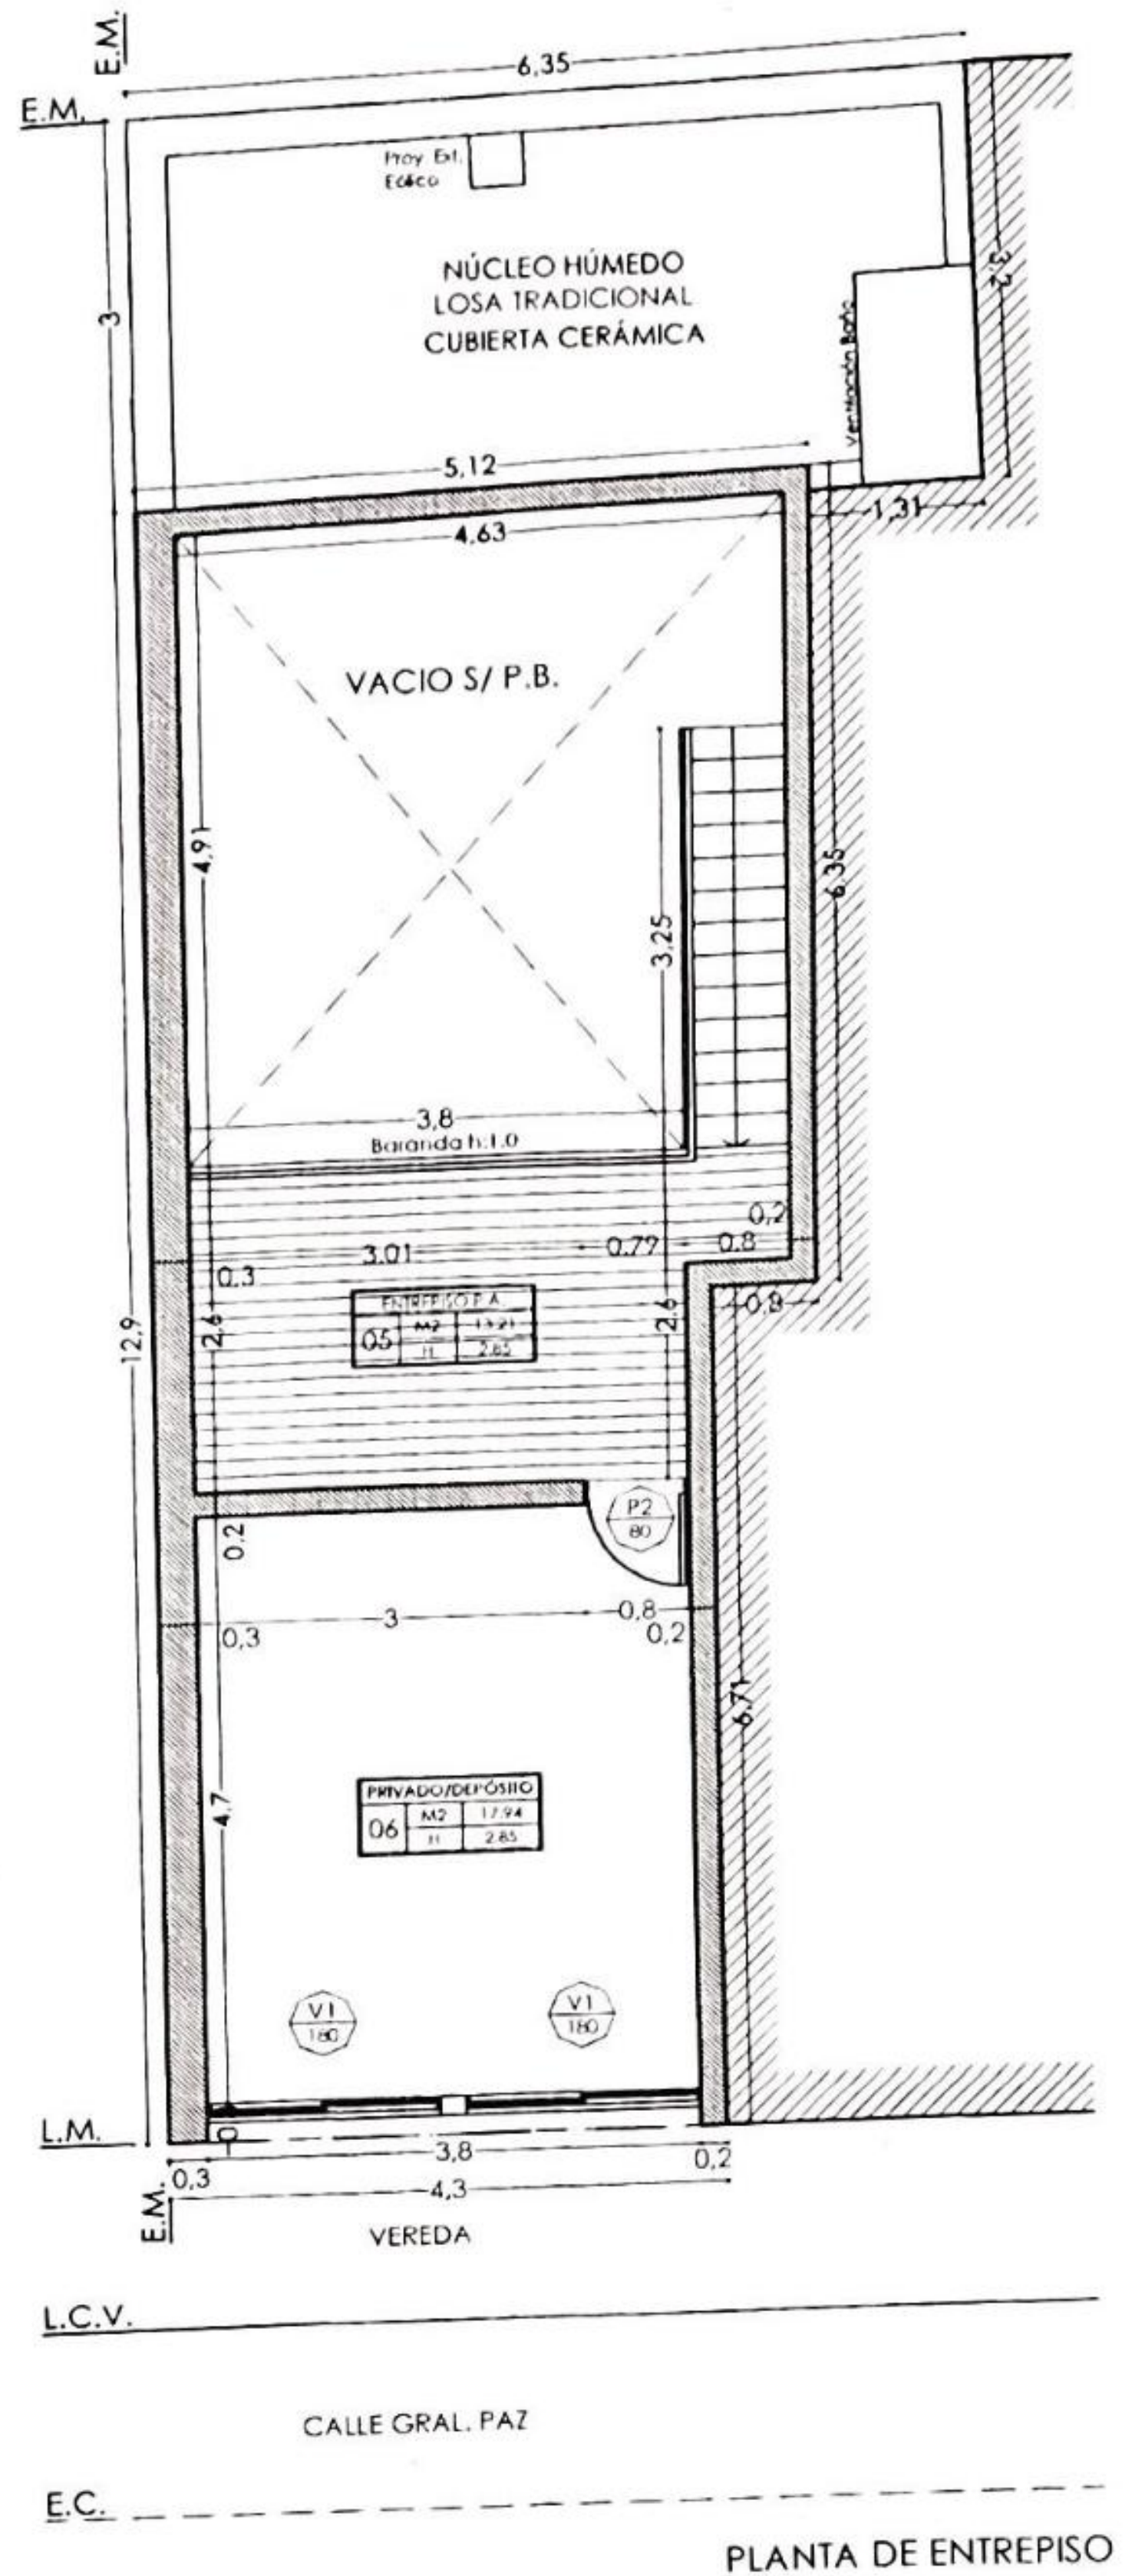 E.M.
6,35
E.M.
Proy. Ext.
Eólico
3
NÚCLEO HÚMEDO
LOSA TRADICIONAL
CUBIERTA CERÁMICA
3,2
Ventilación Baño
5,12
1,31
4,63
VACIO S/ P.B.
4,91
6,35
3,25
3,8
Baranda h:1.0
0,2
3.01
0.79
0.8
0.3
0,8
ENTREPISO P.A.
05
M2
13.21
H
2.85
2,6
2,6
12,9
P2
80
0,2
3
0,8
0,3
0,2
6,71
PRIVADO/DEPÓSITO
06
M2
17.94
H
2.85
4,7
V1
180
V1
180
L.M.
0
3,8
0,3
0,2
4,3
E.M.
VEREDA
L.C.V.
CALLE GRAL. PAZ
E.C.
PLANTA DE ENTREPISO